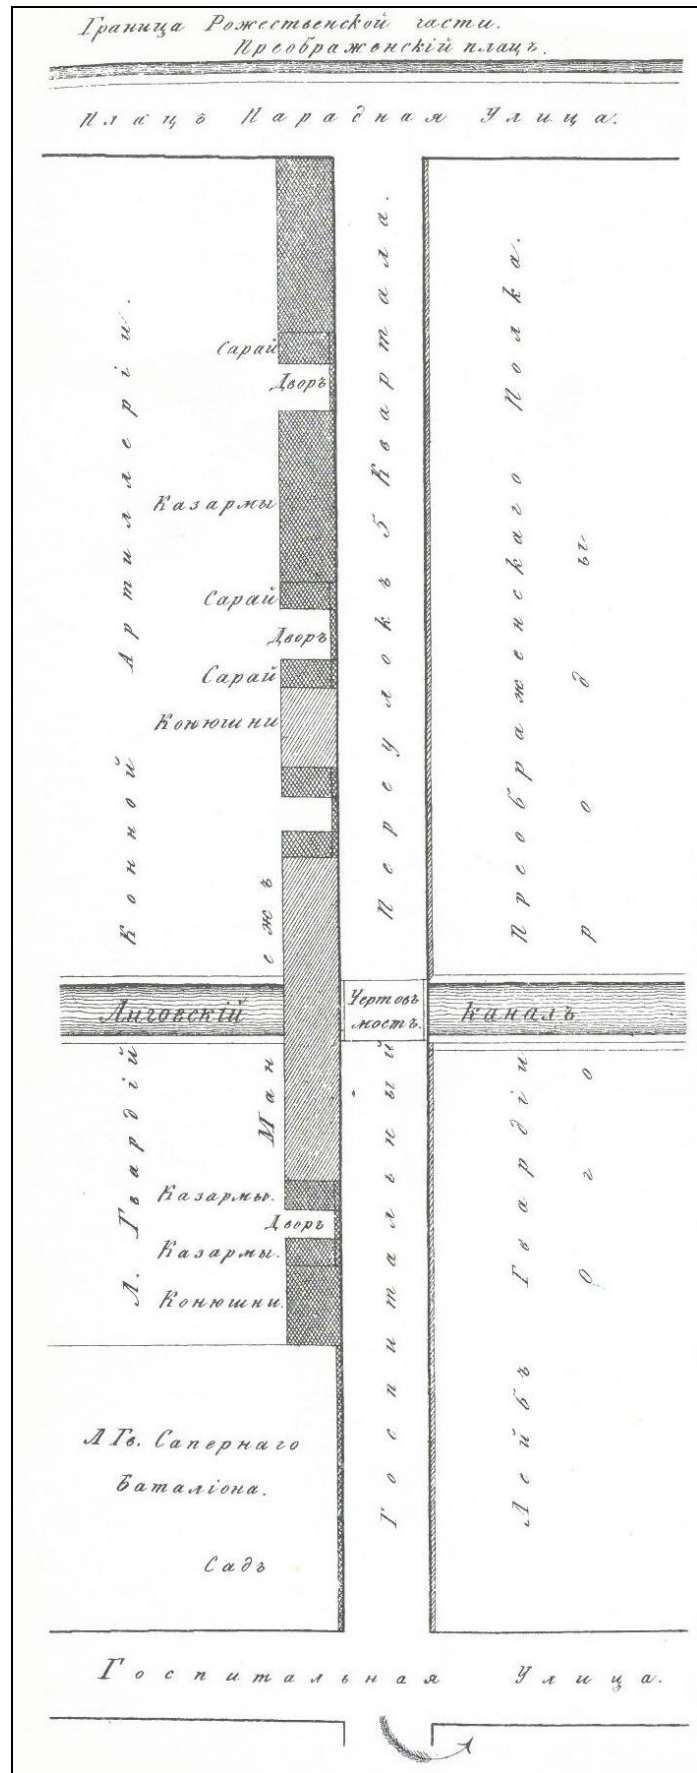 Граница Рожественской части.
Преображенскій плацъ.
Плацъ Парадная Улица.
Сарай
Дворъ
Казармы
Сарай
Дворъ
Сарай
Конюшни
Л. Гвардій Конной Артиллеріи.
Манежъ
Госпитальный Переулокъ 5 Квартала.
Лейбъ Гвардіи Преображенскаго Полка.
Огороды
Лиговскій
Чертовъ
мостъ.
каналъ
Казармы.
Дворъ
Казармы.
Конюшни.
Л Гв. Сапернаго
Баталіона.
Садъ
Госпитальная Улица.